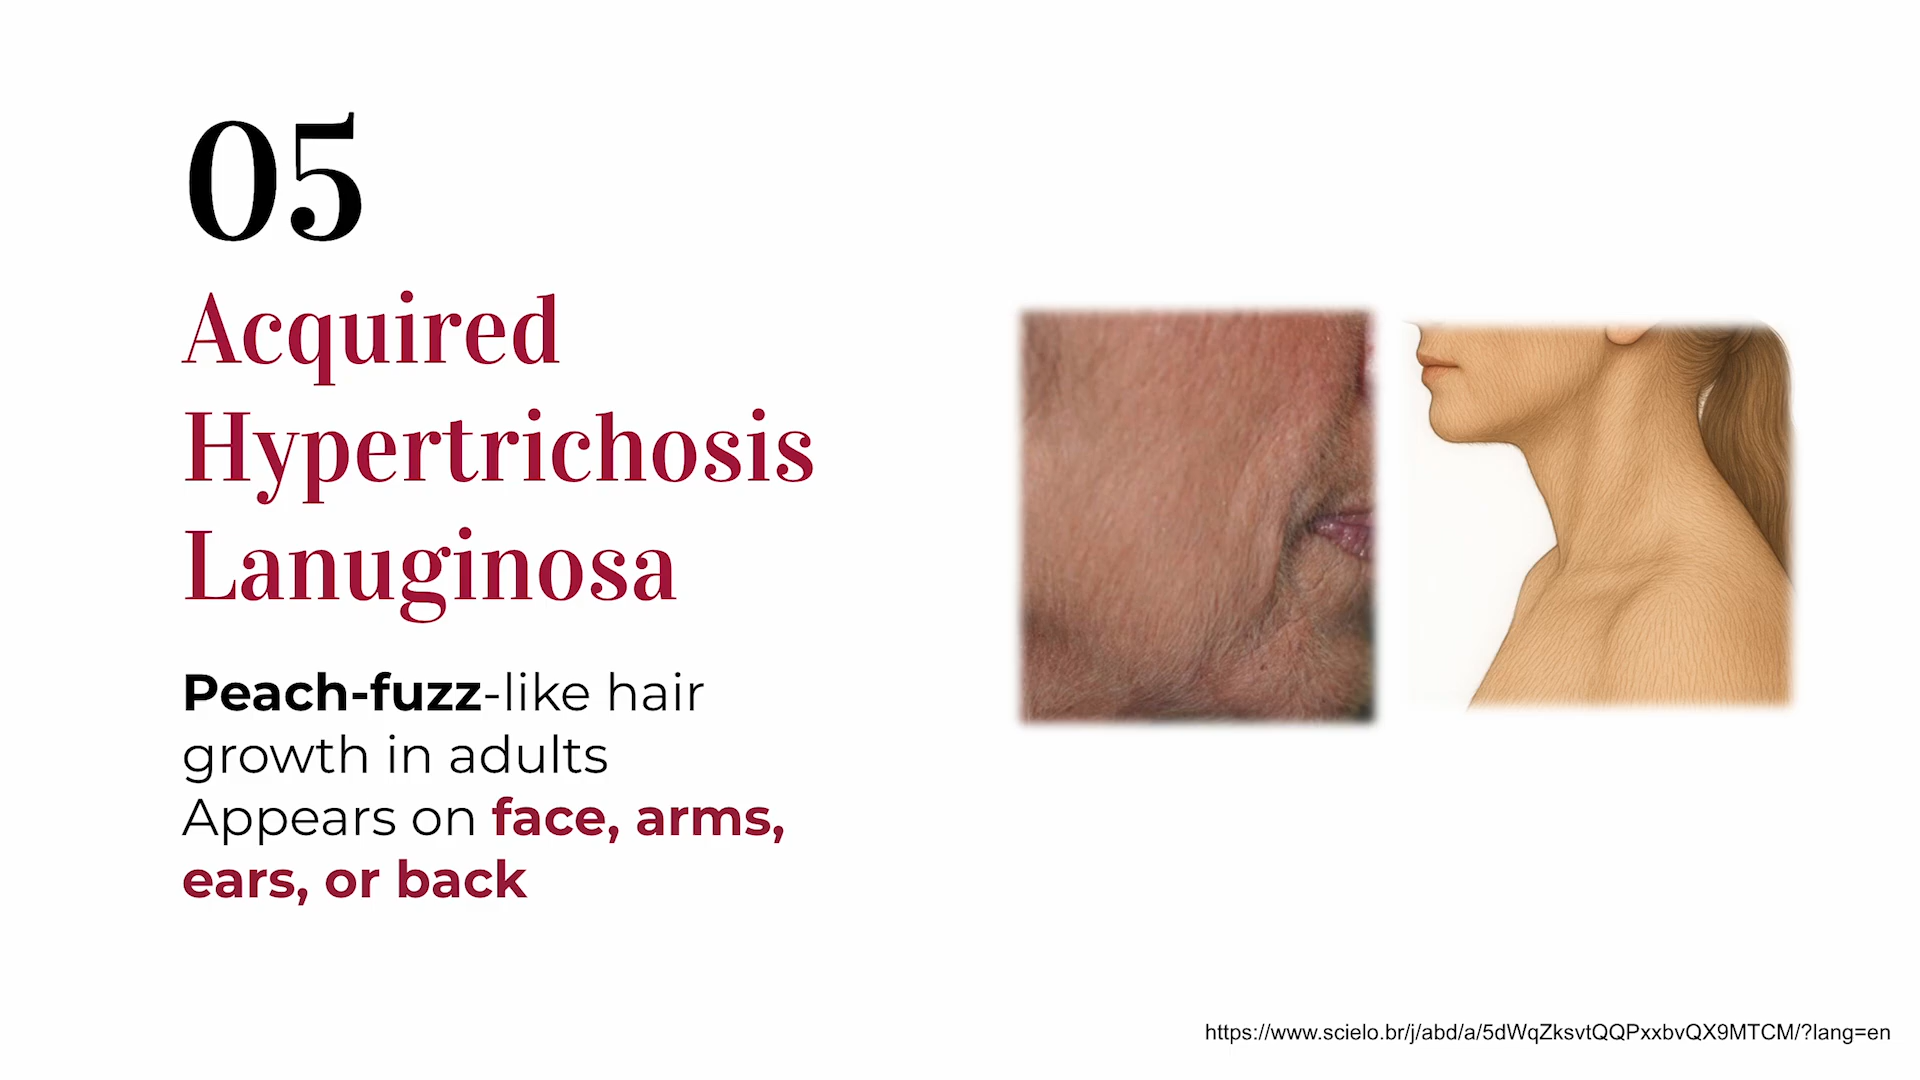 05
Acquired
Hypertrichosis
Lanuginosa
Peach-fuzz-like hair
growth in adults
Appears on face, arms,
ears, or back
https://www.scielo.br/j/abd/a/5dWqZksvtQQPxxbvQX9MTCM/?lang=en